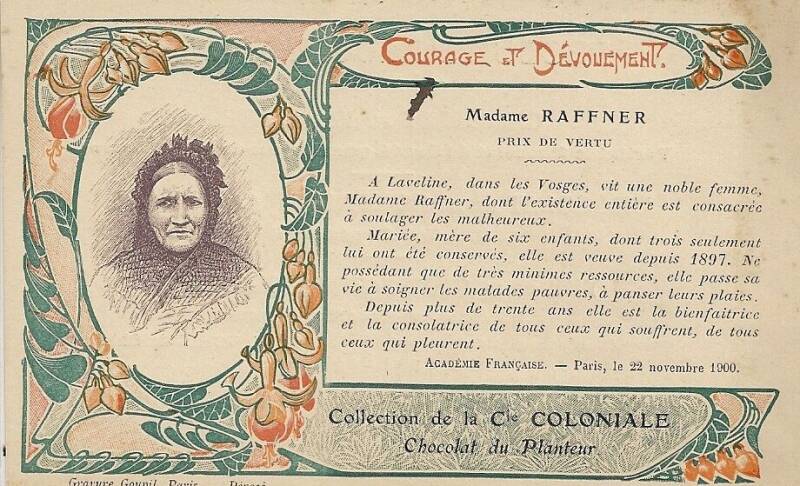 COURAGE ET DÉVOUEMENT.
Madame RAFFNER
PRIX DE VERTU
A Laveline, dans les Vosges, vit une noble femme,
Madame Raffner, dont l'existence entière est consacrée
à soulager les malheureux.
Mariée, mère de six enfants, dont trois seulement
lui ont été conservés, elle est veuve depuis 1897. Ne
possédant que de très minimes ressources, elle passe sa
vie à soigner les malades pauvres, à panser leurs plaies.
Depuis plus de trente ans elle est la bienfaitrice
et la consolatrice de tous ceux qui souffrent, de tous
ceux qui pleurent.
ACADÉMIE FRANÇAISE. — Paris, le 22 novembre 1900.
Collection de la Cie COLONIALE
Chocolat du Planteur
Gravure Goupil, Paris — Déposé